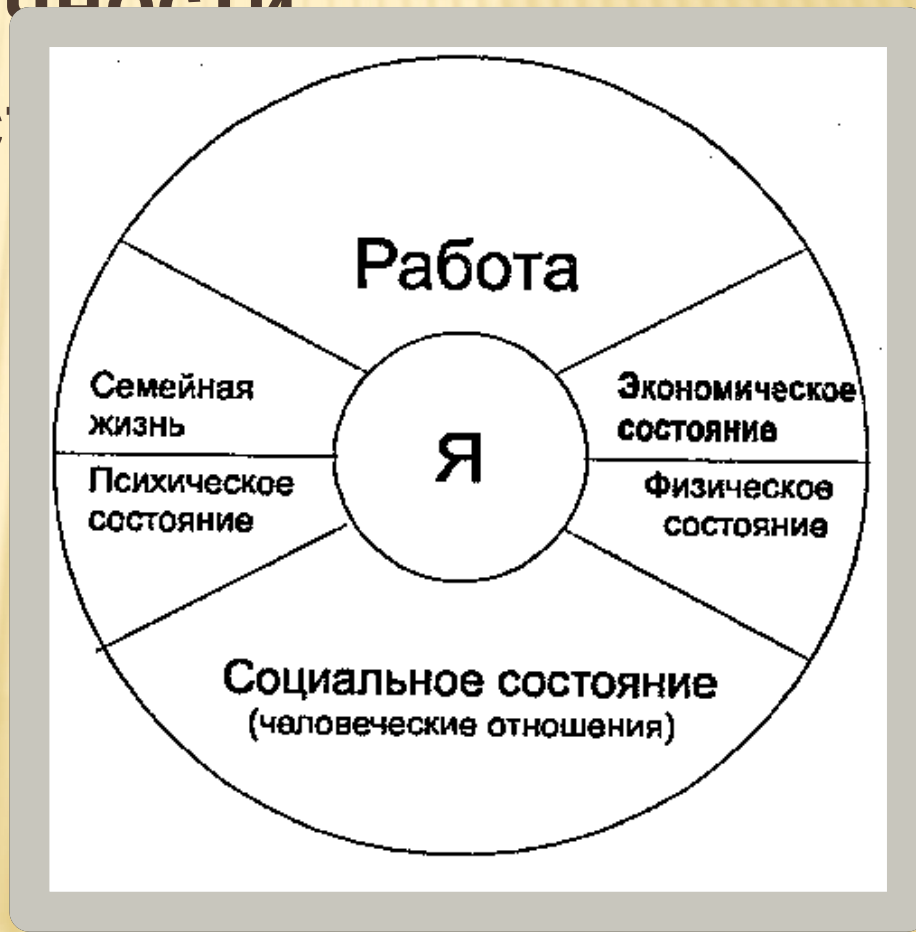 Работа
Семейная
жизнь
Экономическое
состояние
Я
Психическое
состояние
Физическое
состояние
Социальное состояние
(человеческие отношения)